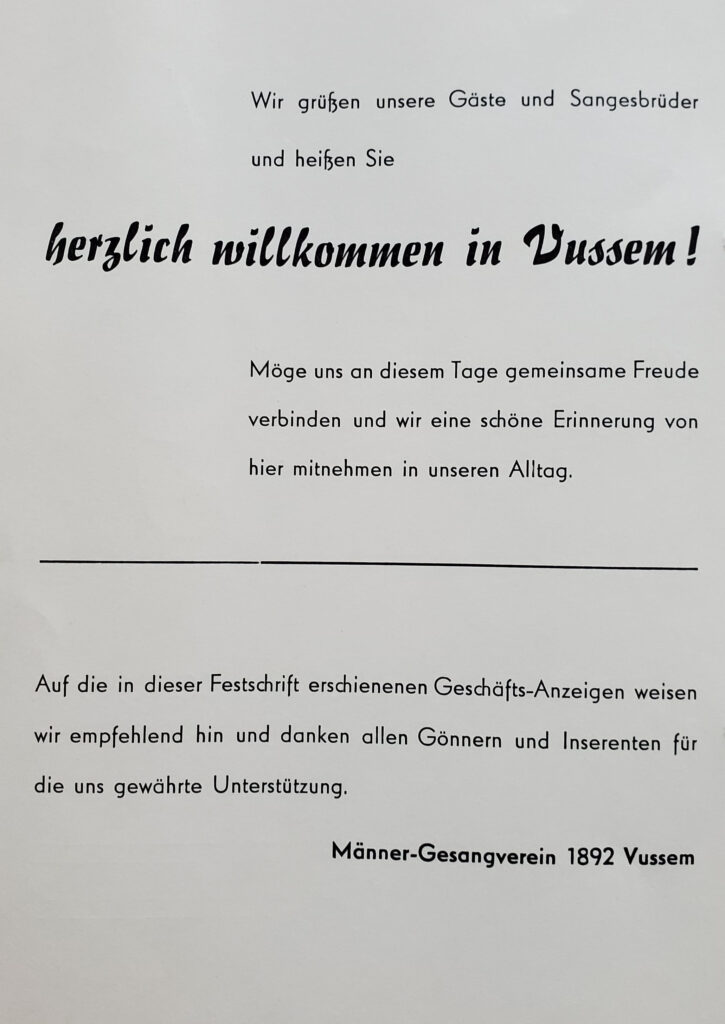 Wir grüßen unsere Gäste und Sangesbrüder
und heißen Sie
herzlich willkommen in Vussem!
Möge uns an diesem Tage gemeinsame Freude
verbinden und wir eine schöne Erinnerung von
hier mitnehmen in unseren Alltag.
Auf die in dieser Festschrift erschienenen Geschäfts-Anzeigen weisen
wir empfehlend hin und danken allen Gönnern und Inserenten für
die uns gewährte Unterstützung.
Männer-Gesangverein 1892 Vussem